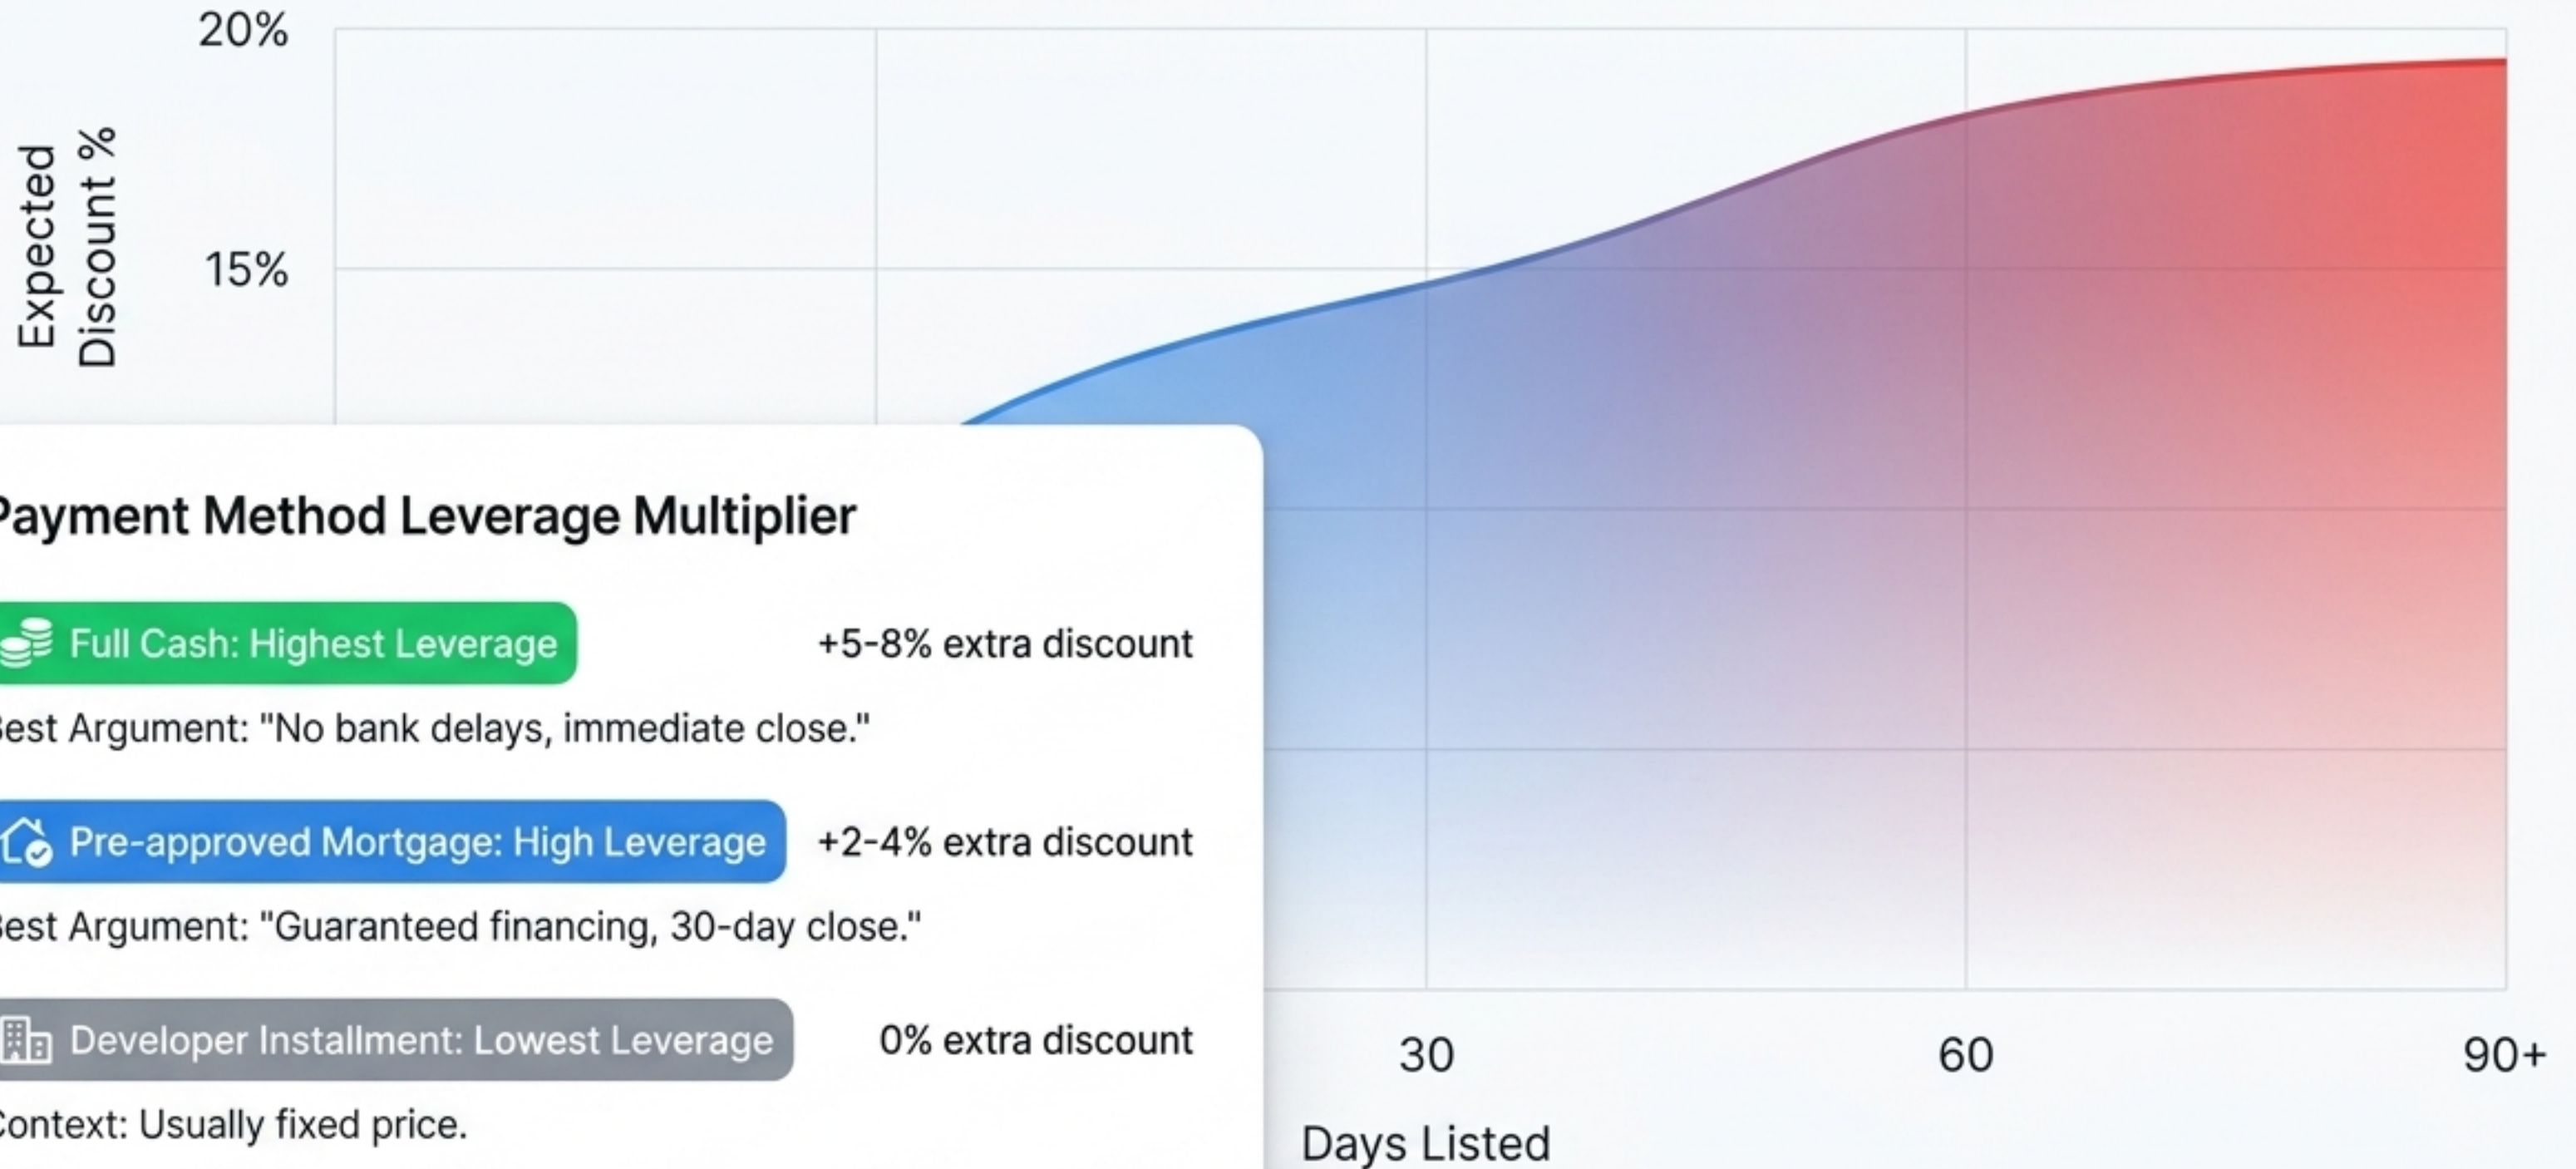 20%
Expected
Discount %
15%
Payment Method Leverage Multiplier
Full Cash: Highest Leverage +5-8% extra discount
Best Argument: "No bank delays, immediate close."
Pre-approved Mortgage: High Leverage +2-4% extra discount
Best Argument: "Guaranteed financing, 30-day close."
Developer Installment: Lowest Leverage 0% extra discount
Context: Usually fixed price.
30 60 90+
Days Listed